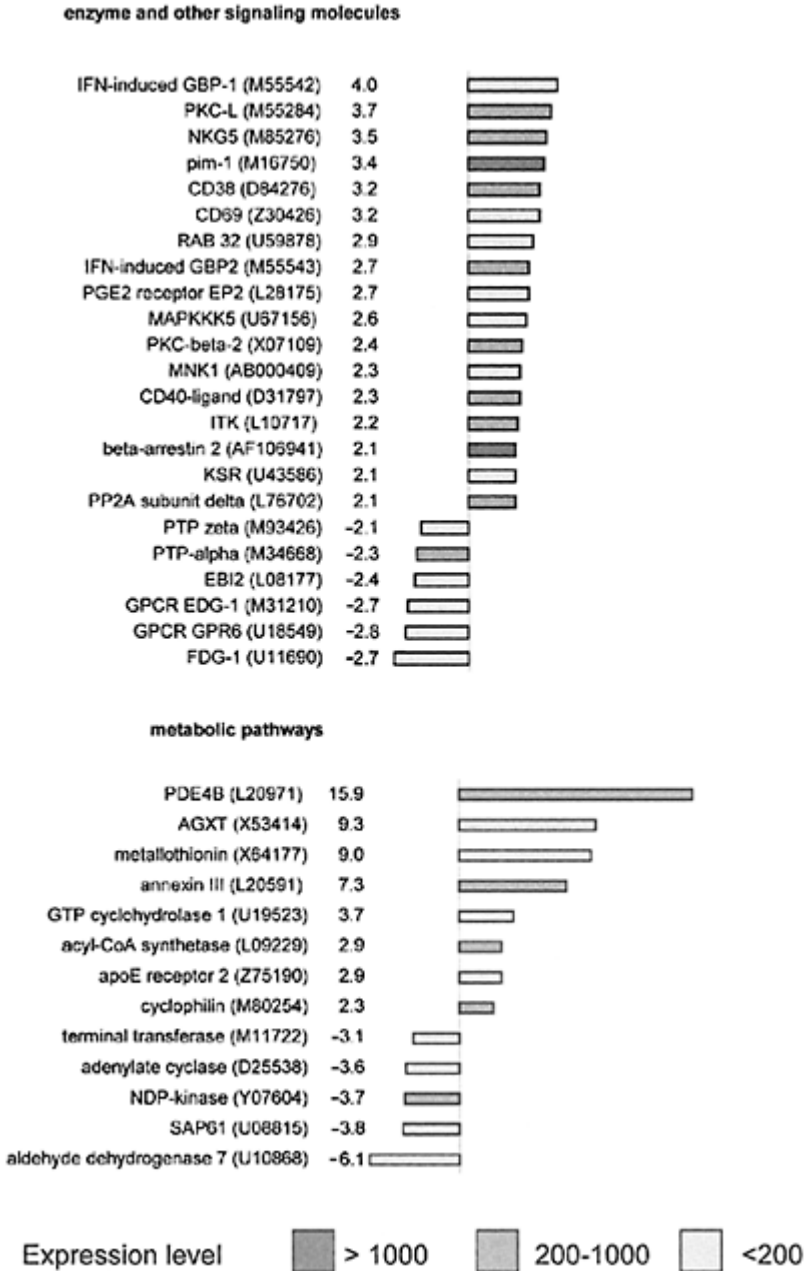 enzyme and other signaling molecules
IFN-induced GBP-1 (M55542) 4.0
PKC-L (M55284) 3.7
NKG5 (M85276) 3.5
pim-1 (M16750) 3.4
CD38 (D84276) 3.2
CD69 (Z30426) 3.2
RAB 32 (U59878) 2.9
IFN-induced GBP2 (M55543) 2.7
PGE2 receptor EP2 (L28175) 2.7
MAPKKK5 (U67156) 2.6
PKC-beta-2 (X07109) 2.4
MNK1 (AB000409) 2.3
CD40-ligand (D31797) 2.3
ITK (L10717) 2.2
beta-arrestin 2 (AF106941) 2.1
KSR (U43586) 2.1
PP2A subunit delta (L76702) 2.1
PTP zeta (M93426) -2.1
PTP-alpha (M34668) -2.3
EBI2 (L08177) -2.4
GPCR EDG-1 (M31210) -2.7
GPCR GPR6 (U18549) -2.8
FDG-1 (U11690) -2.7
metabolic pathways
PDE4B (L20971) 15.9
AGXT (X53414) 9.3
metallothionin (X64177) 9.0
annexin III (L20591) 7.3
GTP cyclohydrolase 1 (U19523) 3.7
acyl-CoA synthetase (L09229) 2.9
apoE receptor 2 (Z75190) 2.9
cyclophilin (M80254) 2.3
terminal transferase (M11722) -3.1
adenylate cyclase (D25538) -3.6
NDP-kinase (Y07604) -3.7
SAP61 (U08815) -3.8
aldehyde dehydrogenase 7 (U10868) -6.1
Expression level > 1000 200-1000 <200